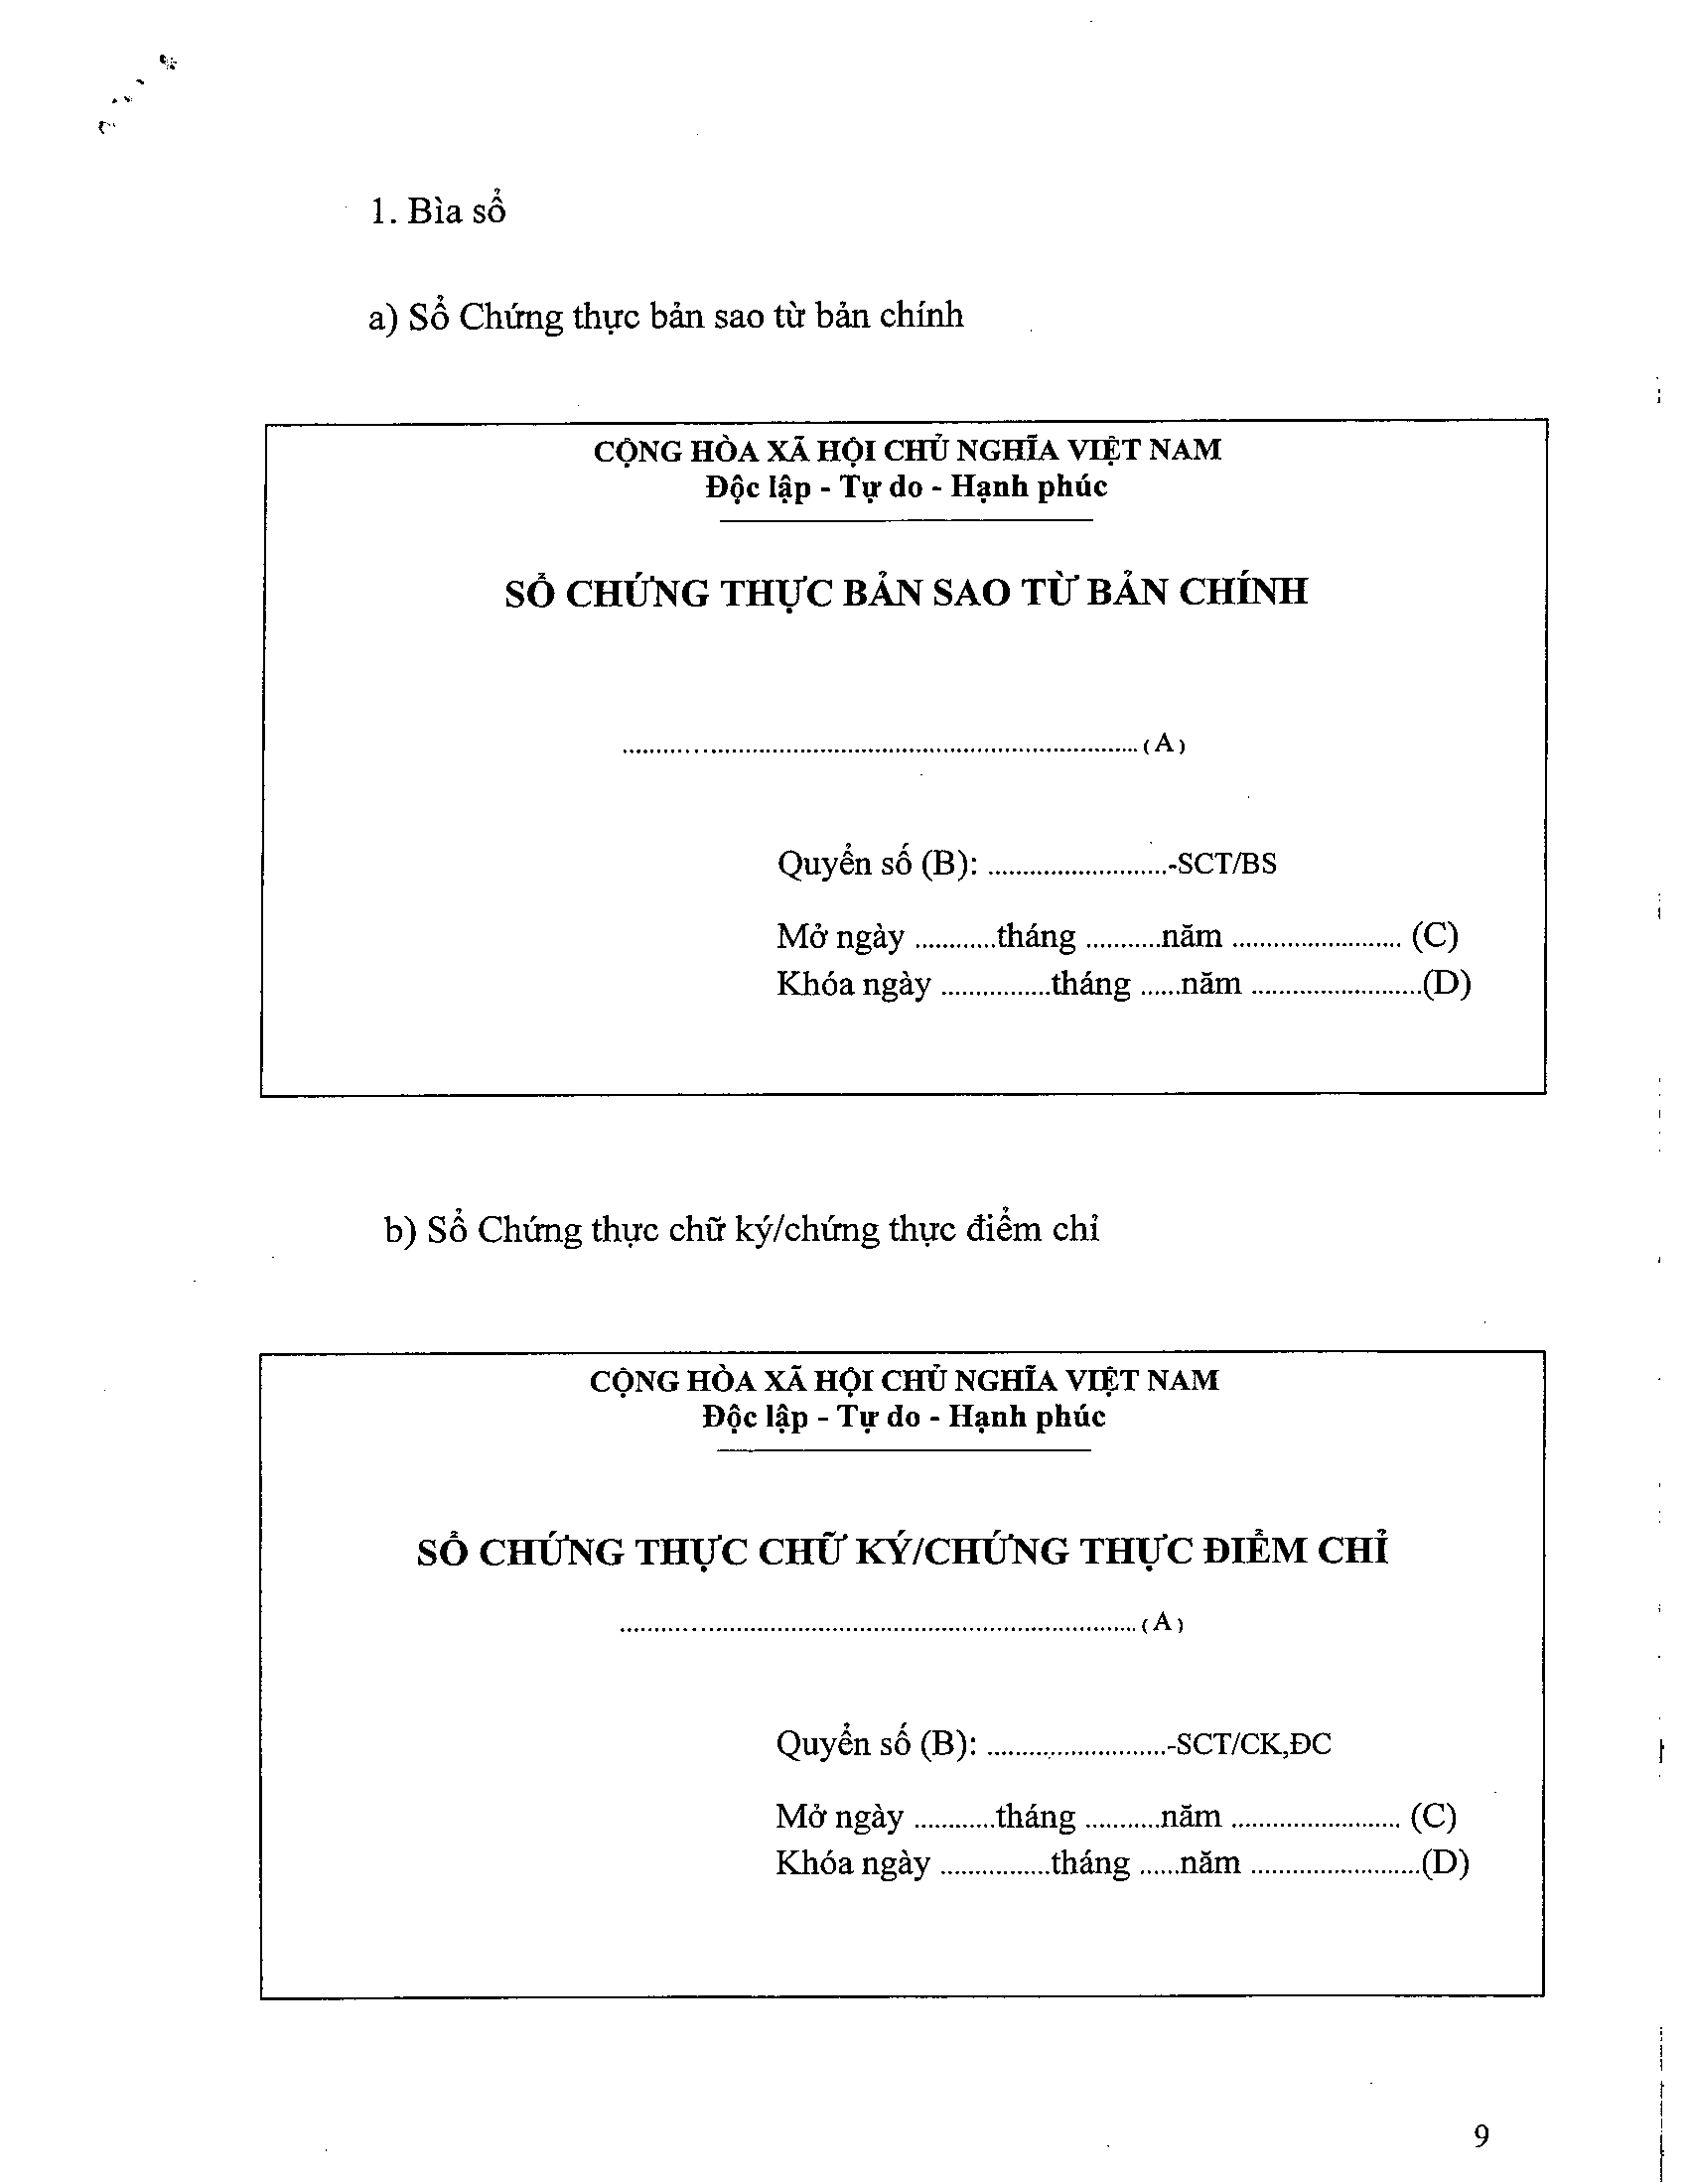 1. Bìa sổ
a) Sổ Chứng thực bản sao từ bản chính
CỘNG HÒA XÃ HỘI CHỦ NGHĨA VIỆT NAM
Độc lập - Tự do - Hạnh phúc
SỔ CHỨNG THỰC BẢN SAO TỪ BẢN CHÍNH
..................................................................(A)
Quyển số (B): ..........................-SCT/BS
Mở ngày ............tháng ...........năm ........................ (C)
Khóa ngày ................tháng ......năm ........................(D)
b) Sổ Chứng thực chữ ký/chứng thực điểm chỉ
CỘNG HÒA XÃ HỘI CHỦ NGHĨA VIỆT NAM
Độc lập - Tự do - Hạnh phúc
SỔ CHỨNG THỰC CHỮ KÝ/CHỨNG THỰC ĐIỂM CHỈ
..................................................................(A)
Quyển số (B): ..........................-SCT/CK,ĐC
Mở ngày ............tháng ...........năm ........................ (C)
Khóa ngày ................tháng ......năm ........................(D)
9